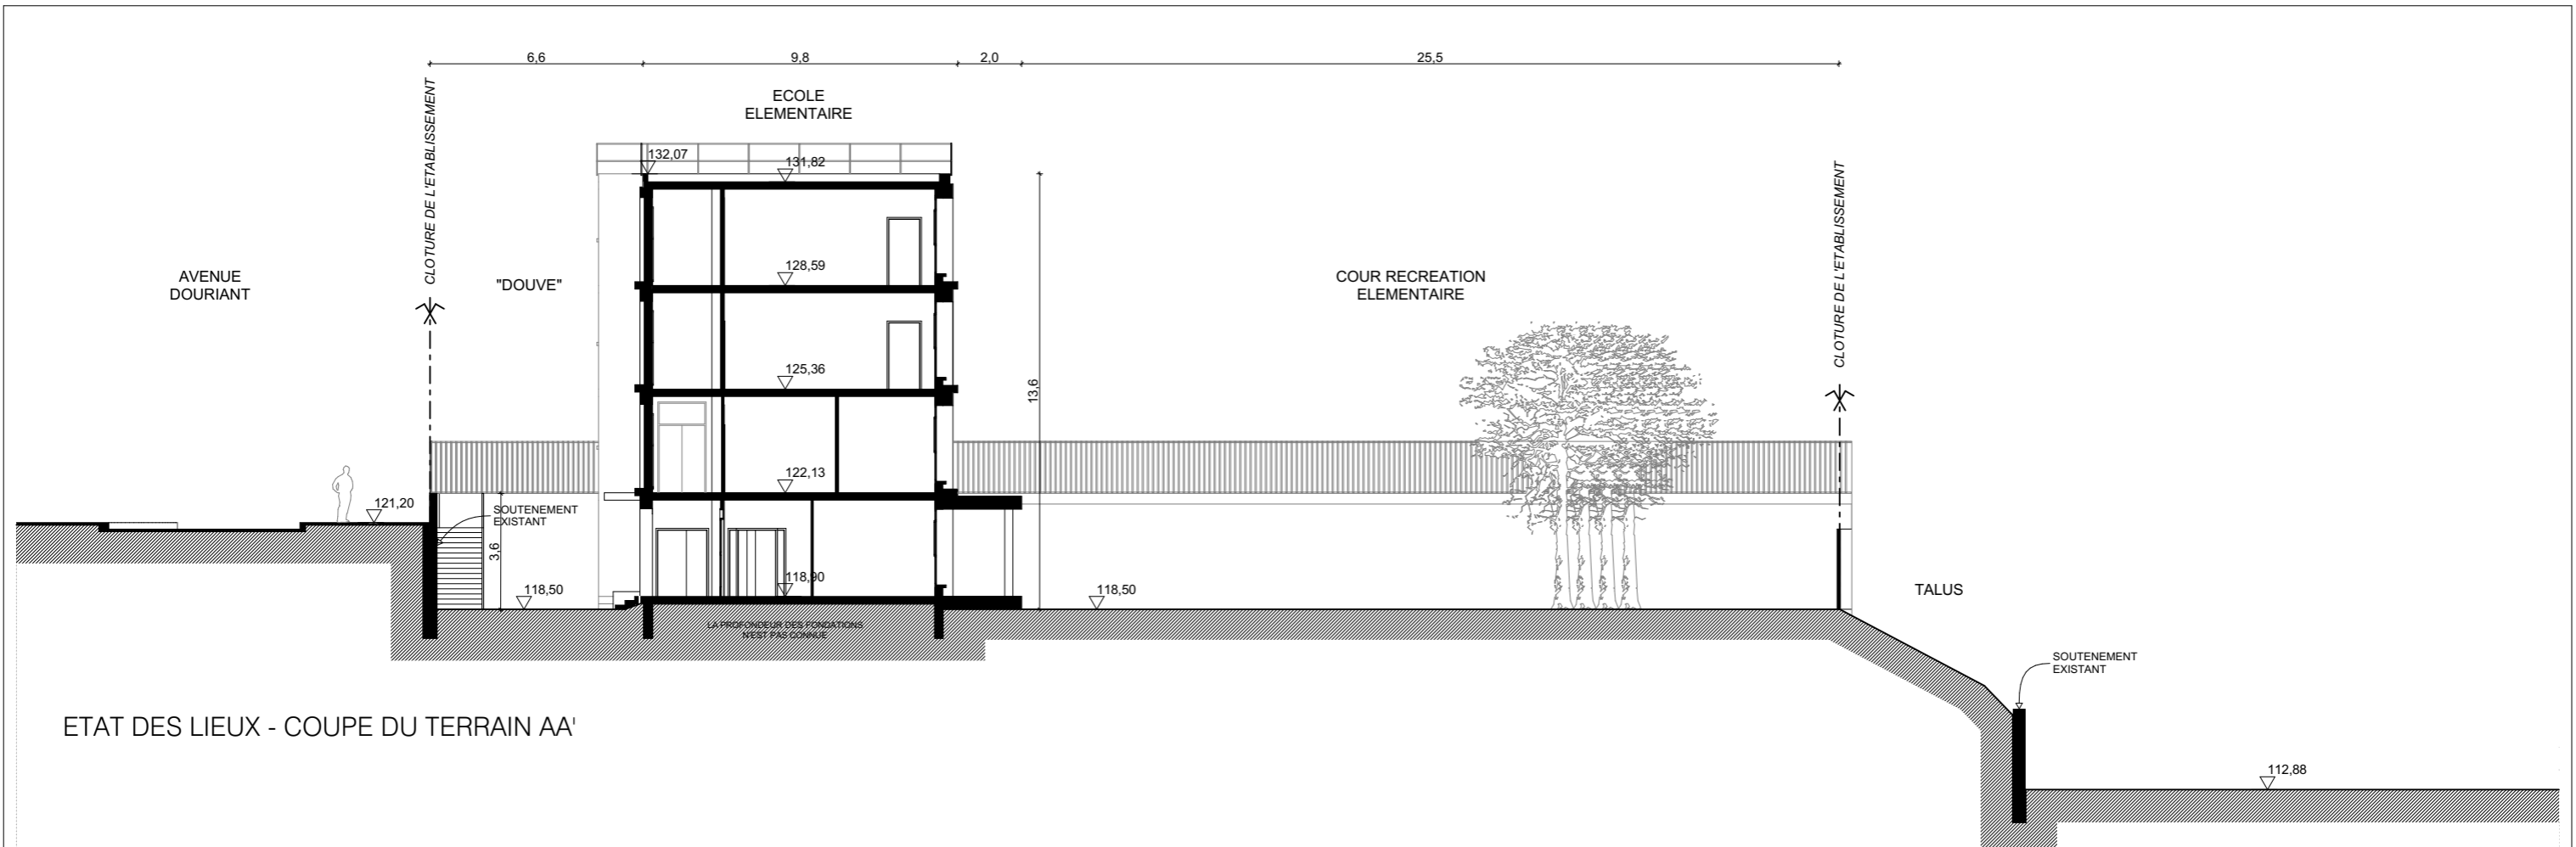 6,6
9,8
2,0
25,5
CLOTURE DE L'ETABLISSEMENT
ECOLE
ELEMENTAIRE
132,07
131,82
CLOTURE DE L'ETABLISSEMENT
AVENUE
DOURIANT
"DOUVE"
128,59
COUR RECREATION
ELEMENTAIRE
125,36
13,6
122,13
121,20
SOUTENEMENT
EXISTANT
3,6
118,50
118,90
118,50
TALUS
LA PROFONDEUR DES FONDATIONS
N'EST PAS CONNUE
SOUTENEMENT
EXISTANT
ETAT DES LIEUX - COUPE DU TERRAIN AA'
112,88